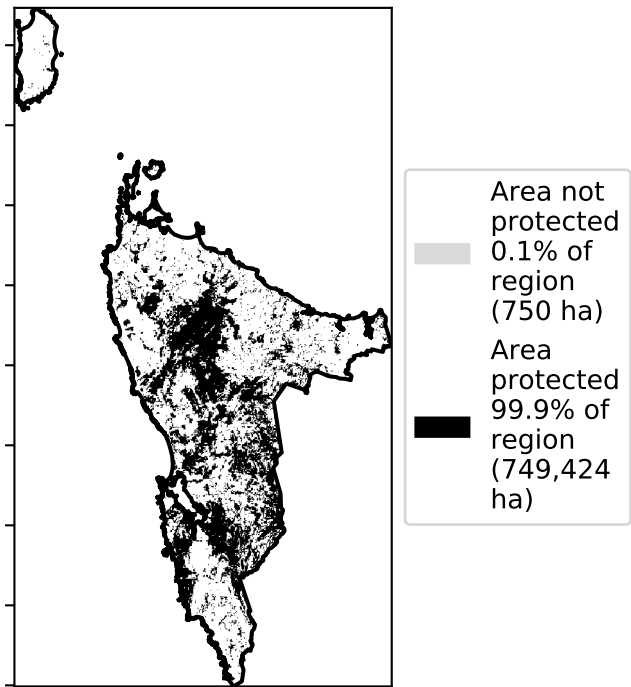 Area not
protected
0.1% of
region
(750 ha)
Area
protected
99.9% of
region
(749,424
ha)